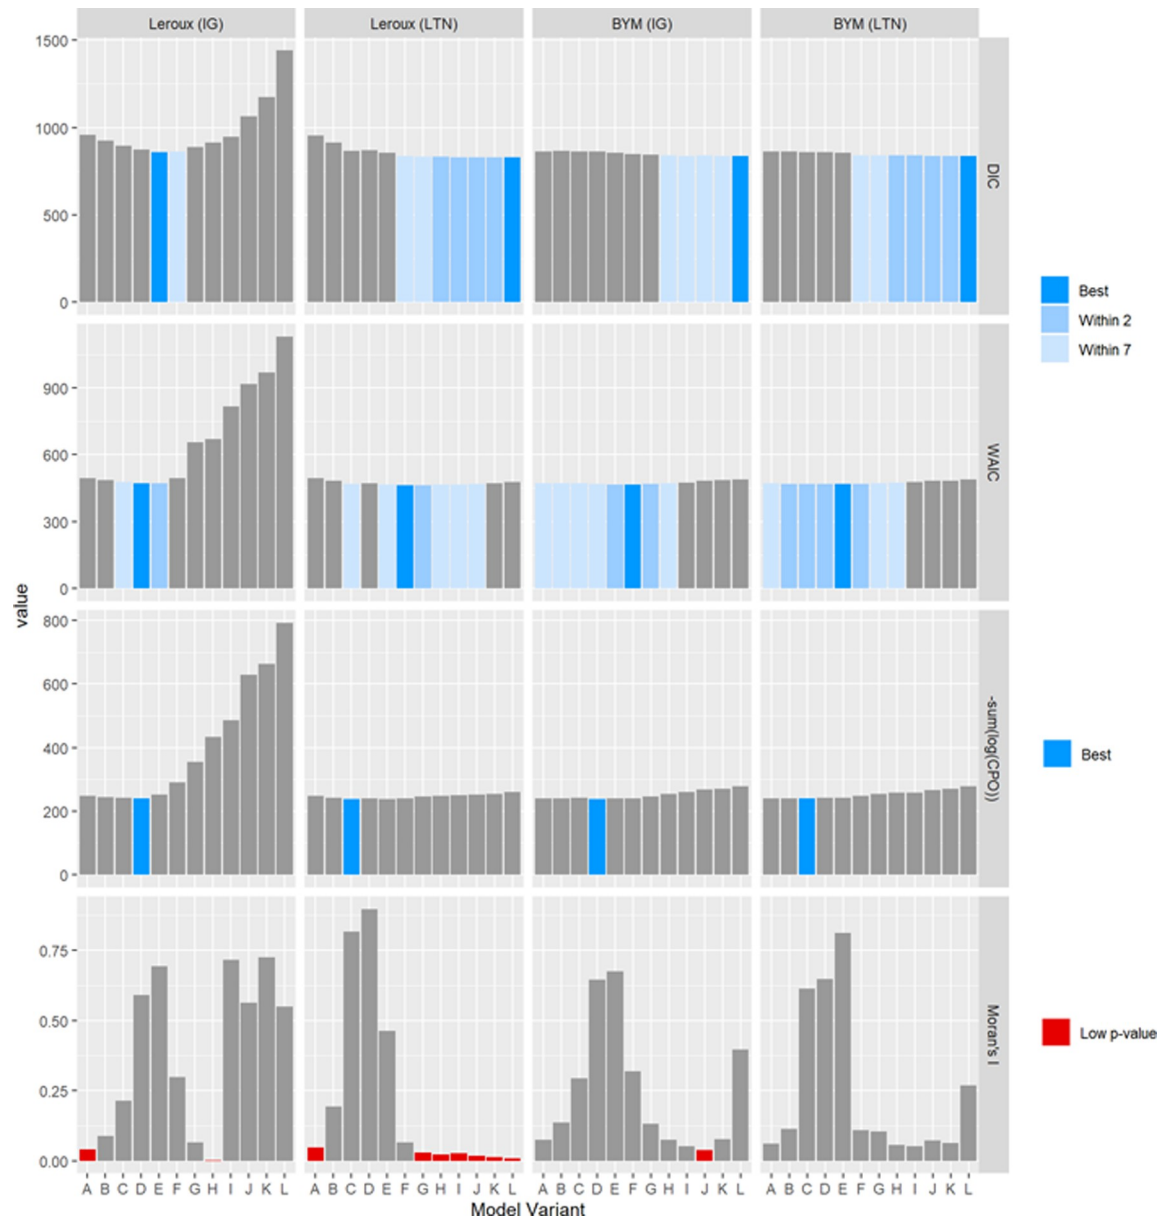 Leroux (IG) Leroux (LTN) BYM (IG) BYM (LTN)
1500
1000
500
0
DIC
Best
Within 2
Within 7
900
600
300
0
WAIC
value
800
600
400
200
0
-sum(log(CPO))
Best
0.75
0.50
0.25
0.00
Moran's I
Low p-value
A B C D E F G H I J K L A B C D E F G H I J K L A B C D E F G H I J K L A B C D E F G H I J K L
Model Variant